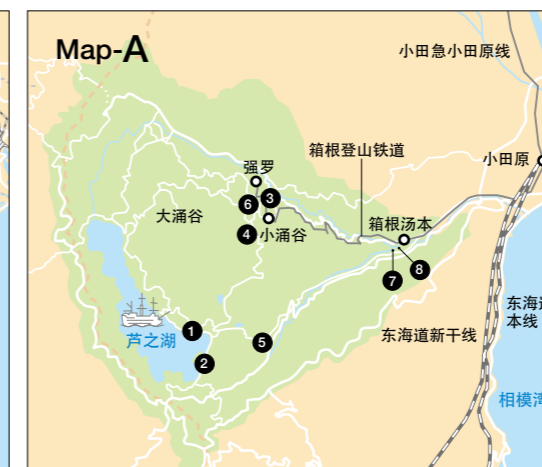 Map-A
小田急小田原线
箱根登山铁道
强罗
小田原
6
3
大涌谷
箱根汤本
4
小涌谷
8
7
东海道
本线
1
芦之湖
5
东海道新干线
2
相模湾